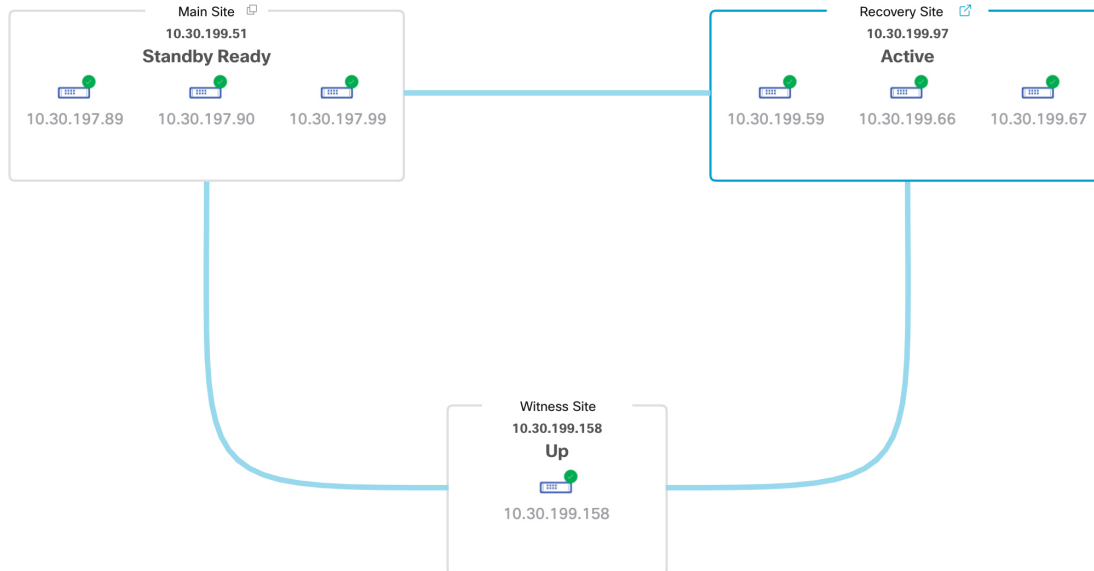 Main Site
10.30.199.51
Standby Ready
10.30.197.89 10.30.197.90 10.30.197.99
Recovery Site
10.30.199.97
Active
10.30.199.59 10.30.199.66 10.30.199.67
Witness Site
10.30.199.158
Up
10.30.199.158